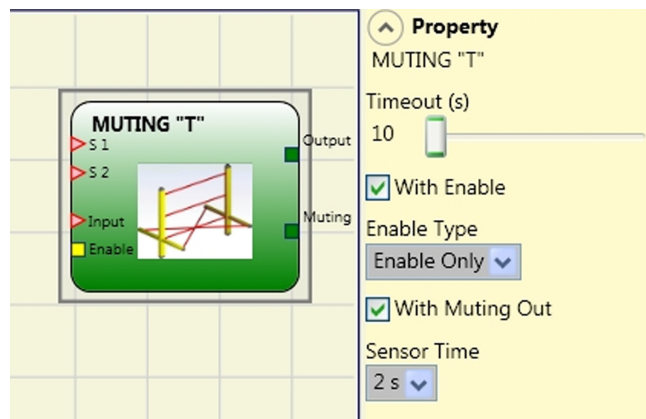 MUTING "T"
S 1
S 2
Input
Enable
Output
Muting
Property
MUTING "T"
Timeout (s)
10
With Enable
Enable Type
Enable Only
With Muting Out
Sensor Time
2 s